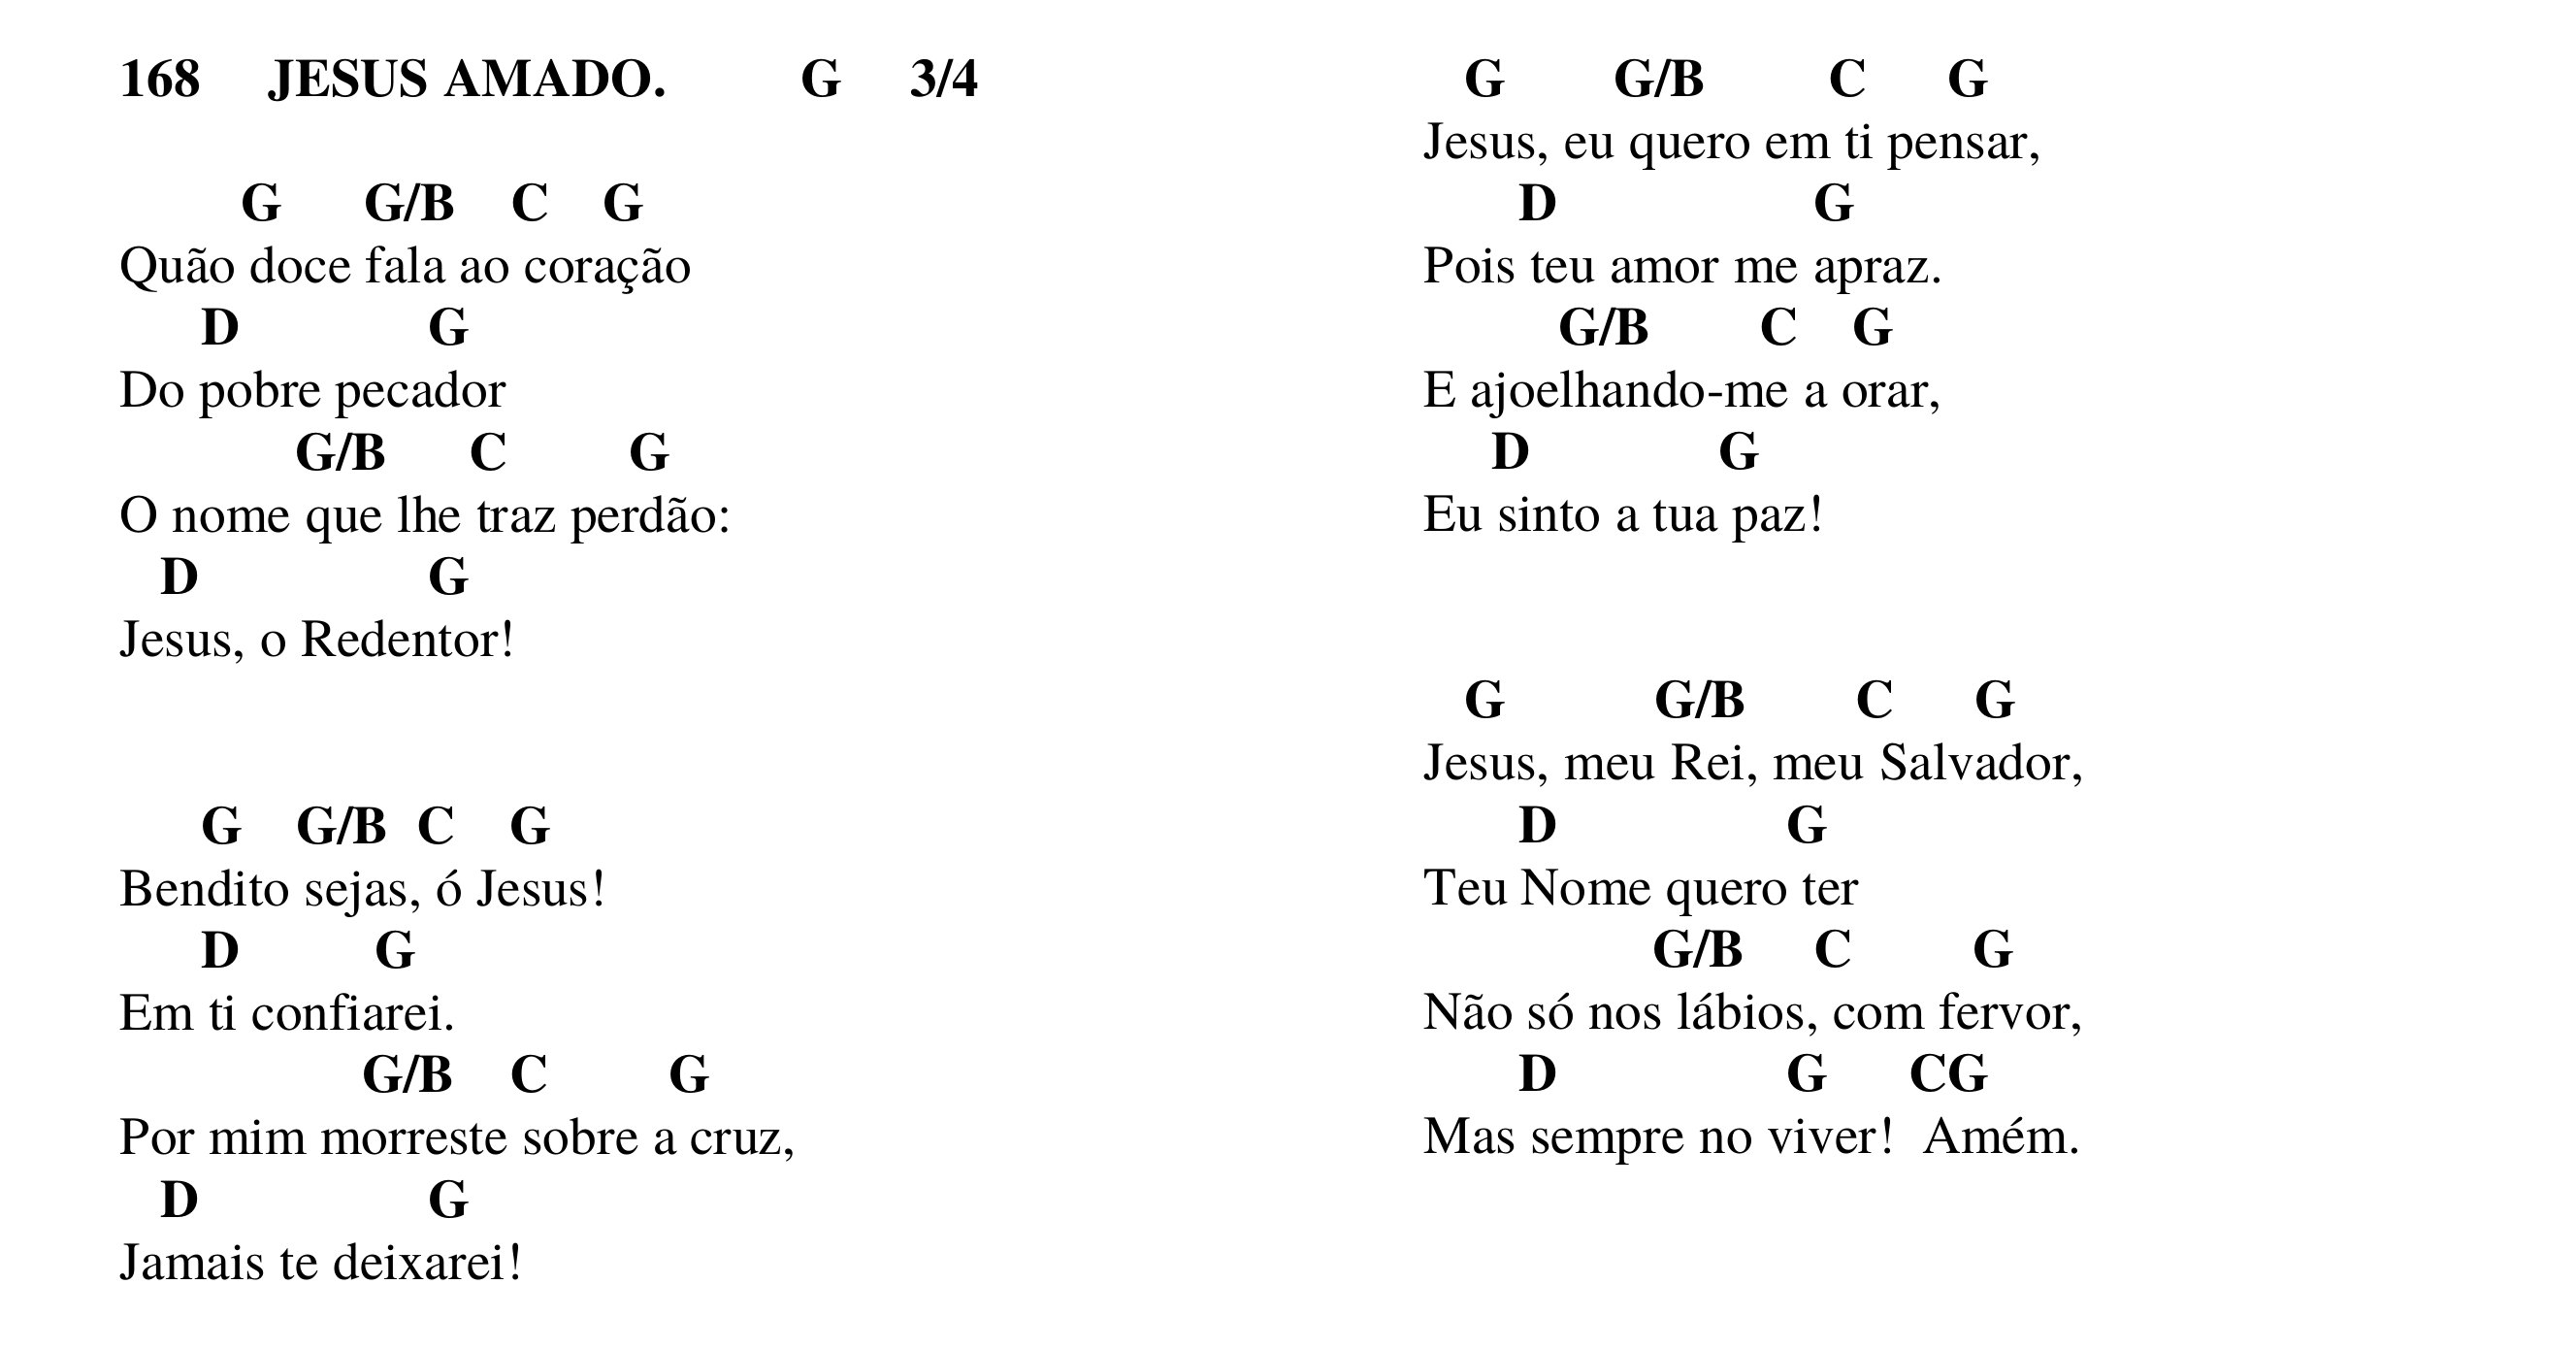 168 JESUS AMADO. G 3/4
G G/B C G
Quão doce fala ao coração
D G
Do pobre pecador
G/B C G
O nome que lhe traz perdão:
D G
Jesus, o Redentor!
G G/B C G
Bendito sejas, ó Jesus!
D G
Em ti confiarei.
G/B C G
Por mim morreste sobre a cruz,
D G
Jamais te deixarei!
G G/B C G
Jesus, eu quero em ti pensar,
D G
Pois teu amor me apraz.
G/B C G
E ajoelhando-me a orar,
D G
Eu sinto a tua paz!
G G/B C G
Jesus, meu Rei, meu Salvador,
D G
Teu Nome quero ter
G/B C G
Não só nos lábios, com fervor,
D G CG
Mas sempre no viver! Amém.